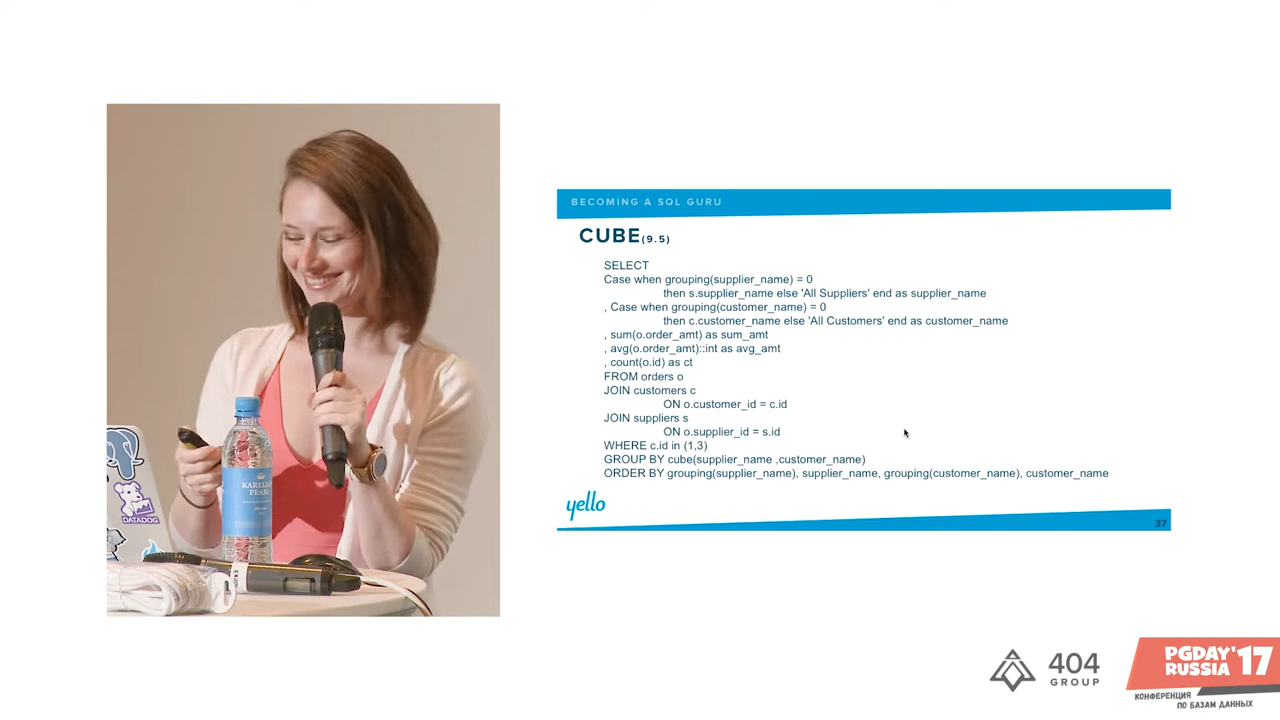 BECOMING A SQL GURU
CUBE(9.5)
SELECT
Case when grouping(supplier_name) = 0
then s.supplier_name else 'All Suppliers' end as supplier_name
, Case when grouping(customer_name) = 0
then c.customer_name else 'All Customers' end as customer_name
, sum(o.order_amt) as sum_amt
, avg(o.order_amt)::int as avg_amt
, count(o.id) as ct
FROM orders o
JOIN customers c
ON o.customer_id = c.id
JOIN suppliers s
ON o.supplier_id = s.id
WHERE c.id in (1,3)
GROUP BY cube(supplier_name ,customer_name)
ORDER BY grouping(supplier_name), supplier_name, grouping(customer_name), customer_name
yello
37
DATADOG
404
GROUP
PGDAY'17
RUSSIA
КОНФЕРЕНЦИЯ
ПО БАЗАМ ДАННЫХ